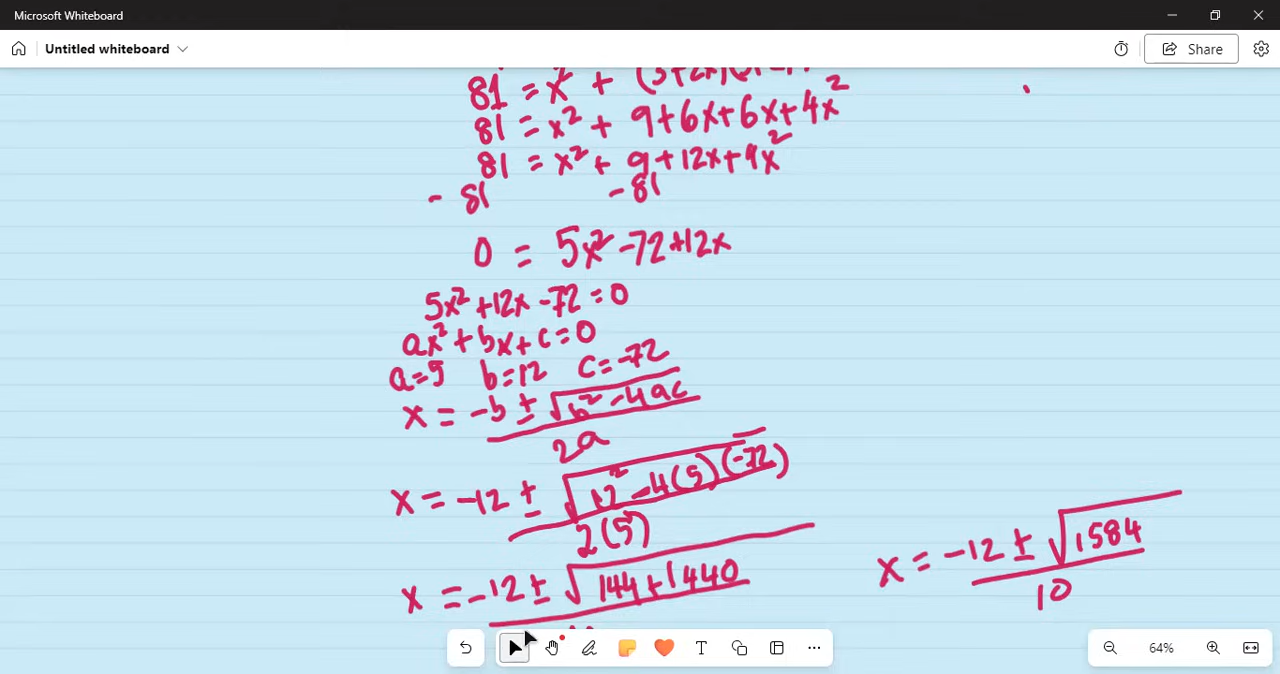 Microsoft Whiteboard
Untitled whiteboard
Share
81 = x² +
81 = x² + 9+6x+6x+4x²
81 = x² + 9+12x+4x²
- 81 -81
0 = 5x²-72+12x
5x²+12x-72=0
ax²+bx+c=0
a=5 b=12 c=-72
x = -b ± √b²-4ac
2a
x = -12 ± √12²-4(5)(-72)
2(5)
x = -12 ± √144+1440
x = -12 ± √1584
10
64%